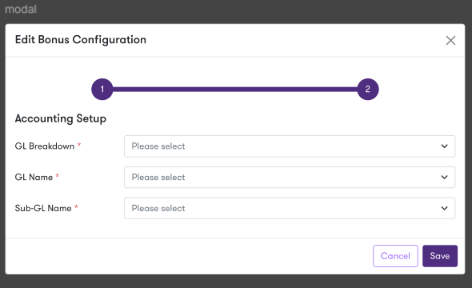 modal
Edit Bonus Configuration
1
2
Accounting Setup
GL Breakdown * Please select
GL Name * Please select
Sub-GL Name * Please select
Cancel Save